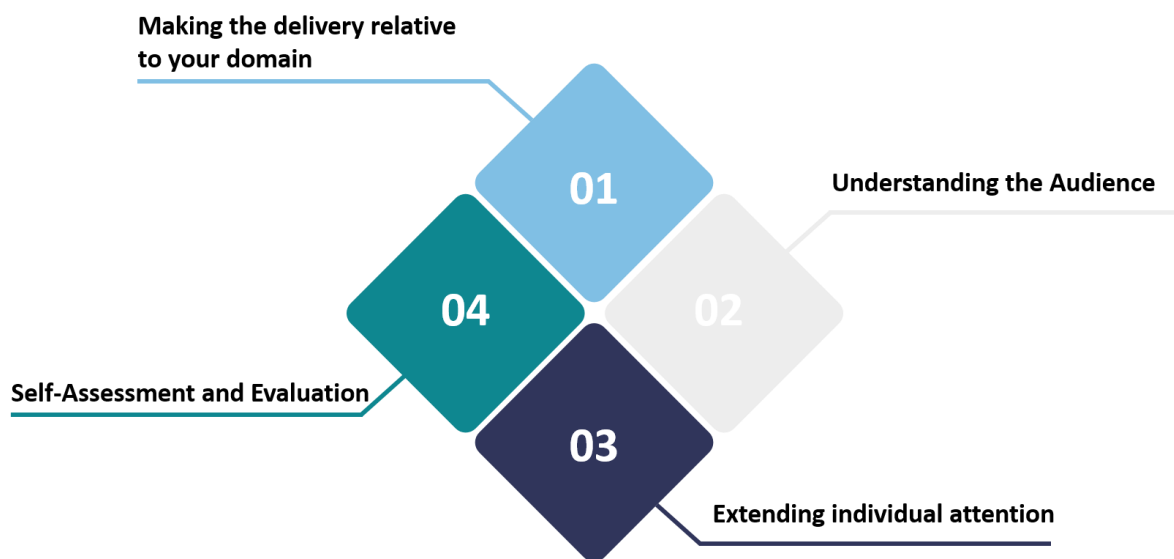 Making the delivery relative
to your domain
01
Understanding the Audience
02
04
Self-Assessment and Evaluation
03
Extending individual attention